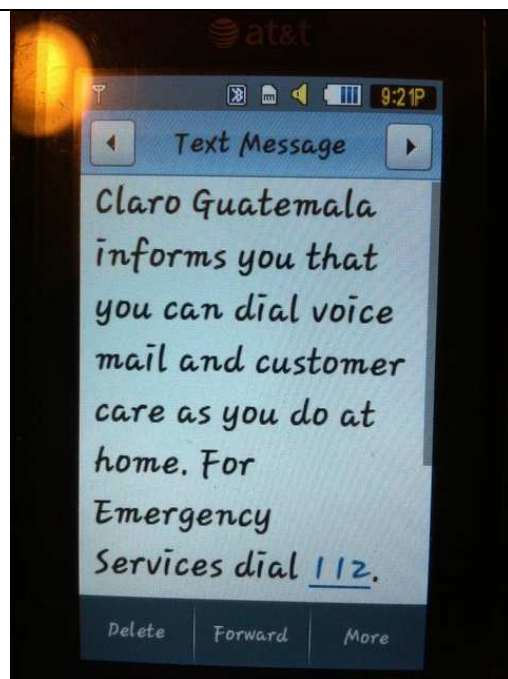 at&t
9:21P
Text Message
Claro Guatemala
informs you that
you can dial voice
mail and customer
care as you do at
home. For
Emergency
Services dial 112.
Delete Forward More